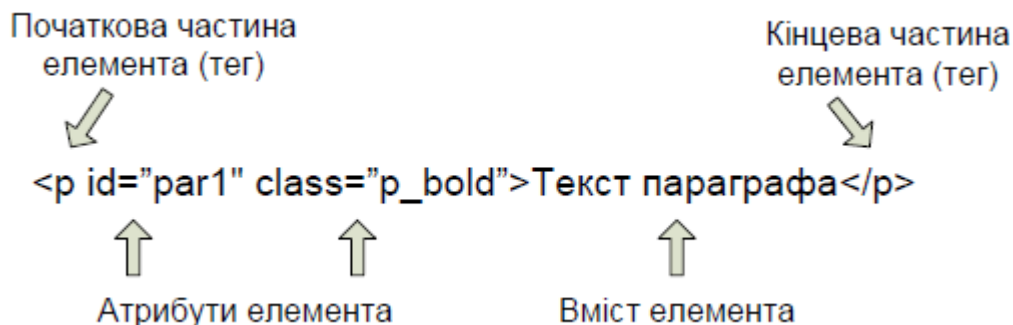 Початкова частина
елемента (тег)
Кінцева частина
елемента (тег)
<p id=”par1" class=”p_bold”>Текст параграфа</p>
Атрибути елемента
Вміст елемента